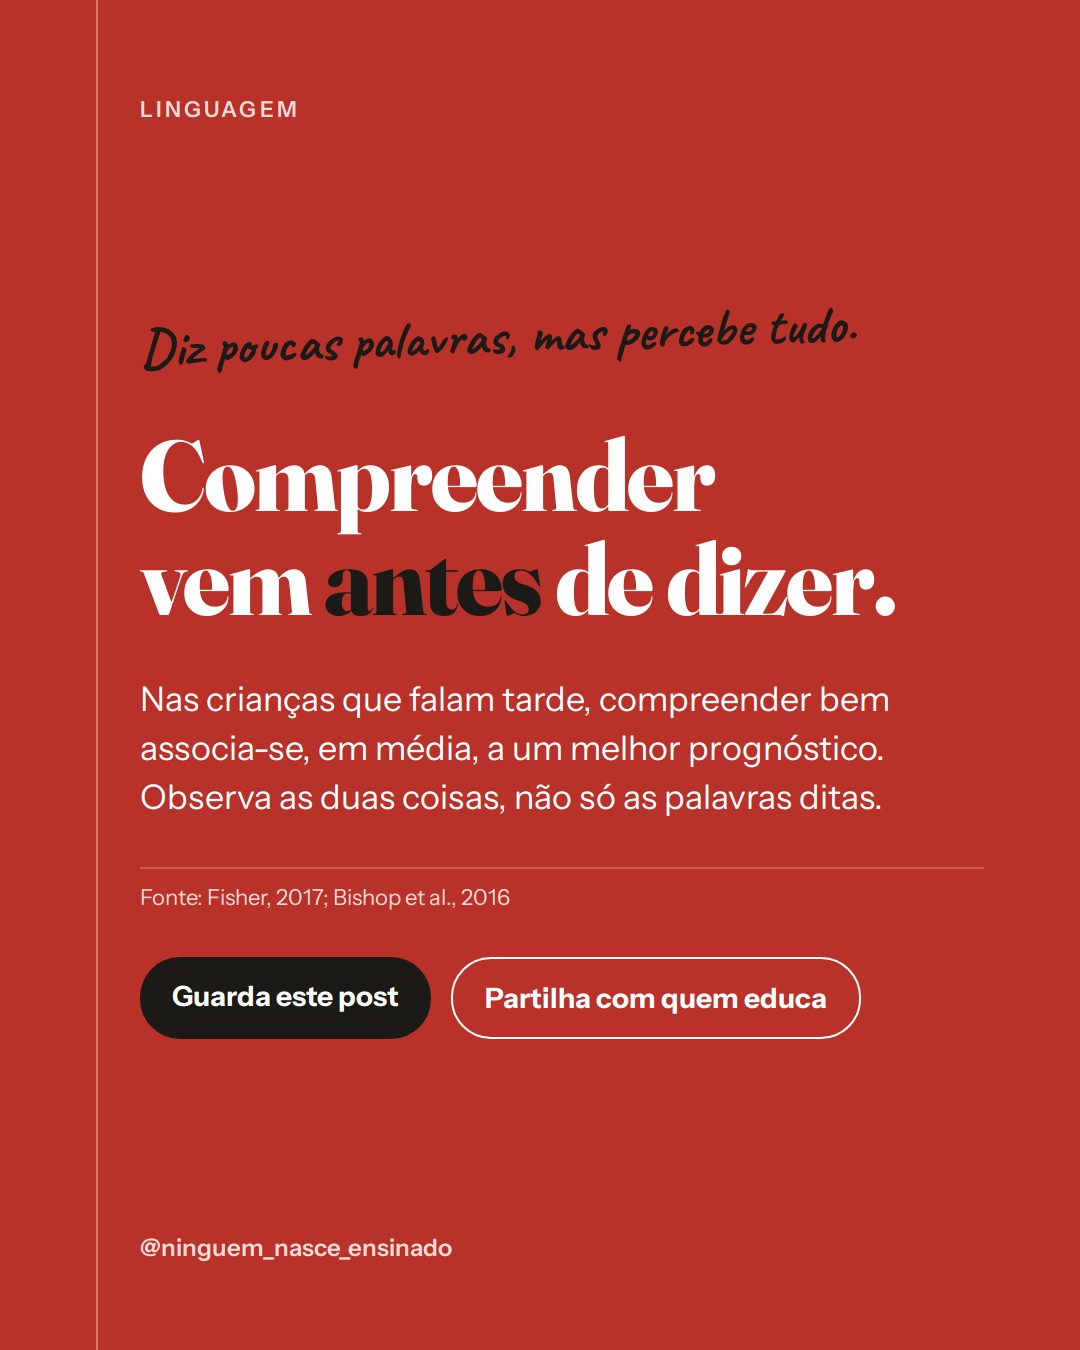 LINGUAGEM
Diz poucas palavras, mas percebe tudo.
Compreender
vem antes de dizer.
Nas crianças que falam tarde, compreender bem
associa-se, em média, a um melhor prognóstico.
Observa as duas coisas, não só as palavras ditas.
Fonte: Fisher, 2017; Bishop et al., 2016
Guarda este post
Partilha com quem educa
@ninguem_nasce_ensinado